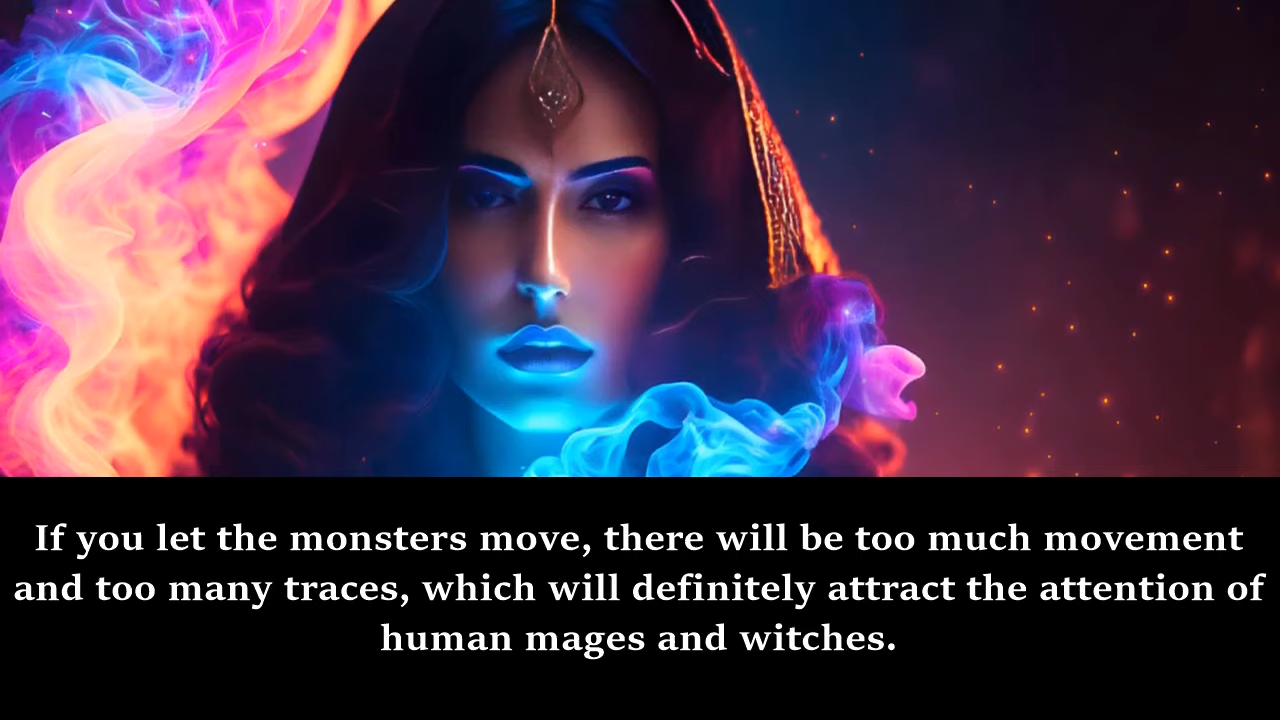 If you let the monsters move, there will be too much movement
and too many traces, which will definitely attract the attention of
human mages and witches.